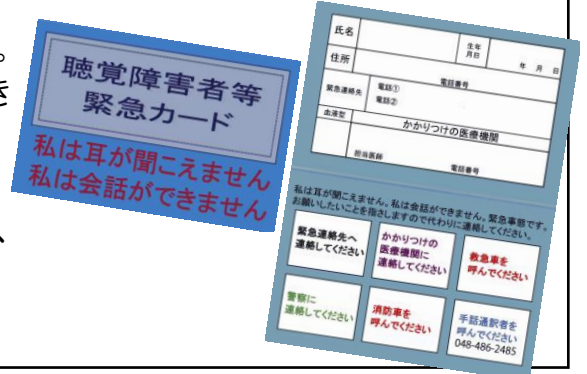 。
き
、
聴覚障害者等
緊急カード
私は耳が聞こえません
私は会話ができません
氏名
生年
月日
年 月 日
住所
電話番号
緊急連絡先
電話①
電話②
血液型
かかりつけの医療機関
担当医師
電話番号
私は耳が聞こえません。私は会話ができません。緊急事態です。
お願いしたいことを指さしますので代わりに連絡してください。
緊急連絡先へ
連絡してください
かかりつけの
医療機関に
連絡してください
救急車を
呼んでください
警察に
連絡してください
消防車を
呼んでください
手話通訳者を
呼んでください
048-486-2485